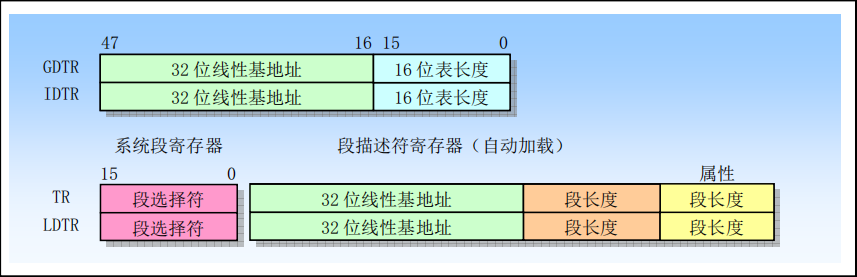 47 16 15 0
GDTR 32 位线性基地址 16 位表长度
IDTR 32 位线性基地址 16 位表长度
系统段寄存器 段描述符寄存器（自动加载）
15 0 属性
TR 段选择符 32 位线性基地址 段长度 段长度
LDTR 段选择符 32 位线性基地址 段长度 段长度